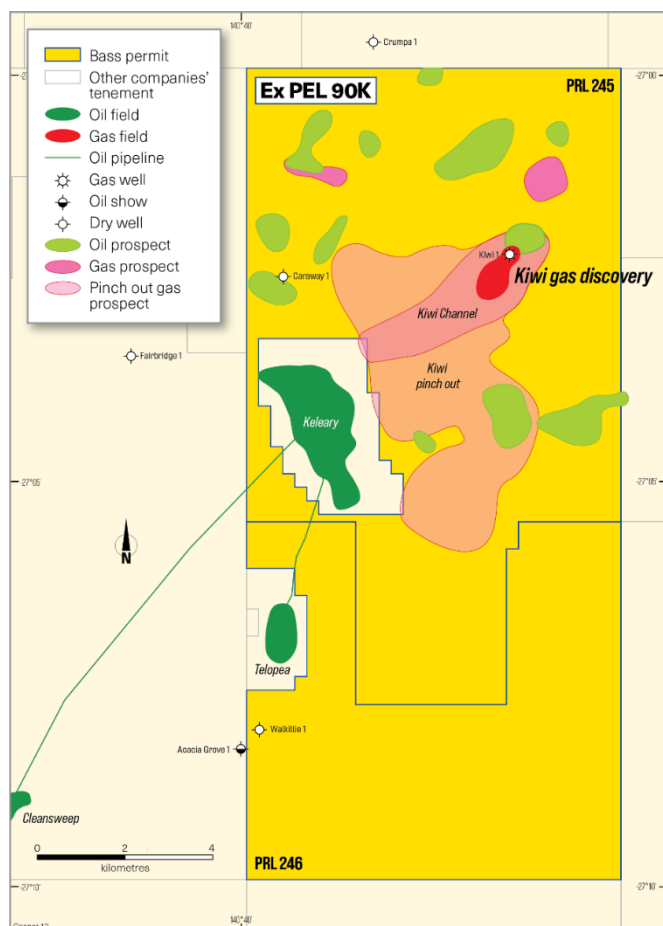 140°40'
Crumpa 1
-27°00'
-27°00'
Bass permit
Other companies'
tenement
Oil field
Gas field
Oil pipeline
Gas well
Oil show
Dry well
Oil prospect
Gas prospect
Pinch out gas
prospect
Ex PEL 90K
PRL 245
Kiwi 1
Kiwi gas discovery
Careway 1
Kiwi Channel
Fairbridge 1
Kiwi
pinch out
Keleary
-27°05'
-27°05'
N
Telopea
Walkillie 1
Acacia Grove 1
Cleansweep
0 2 4
kilometres
PRL 246
-27°10'
-27°10'
140°40'